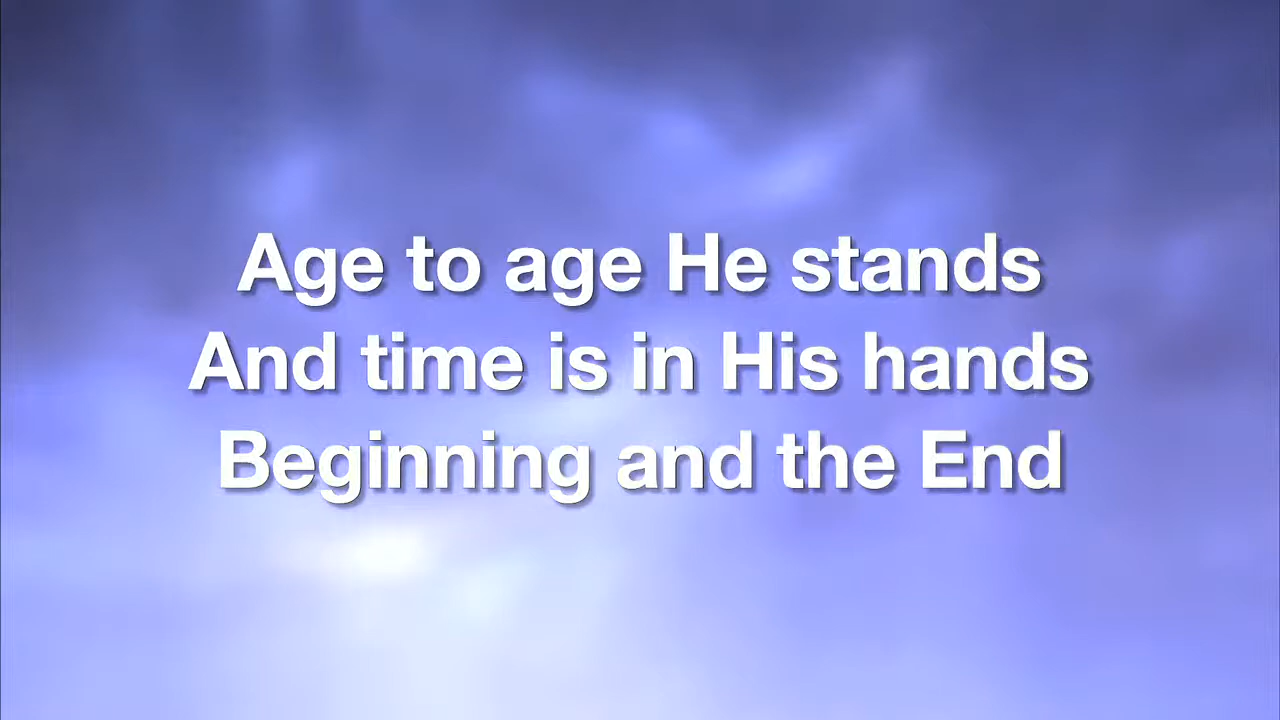 Age to age He stands
And time is in His hands
Beginning and the End